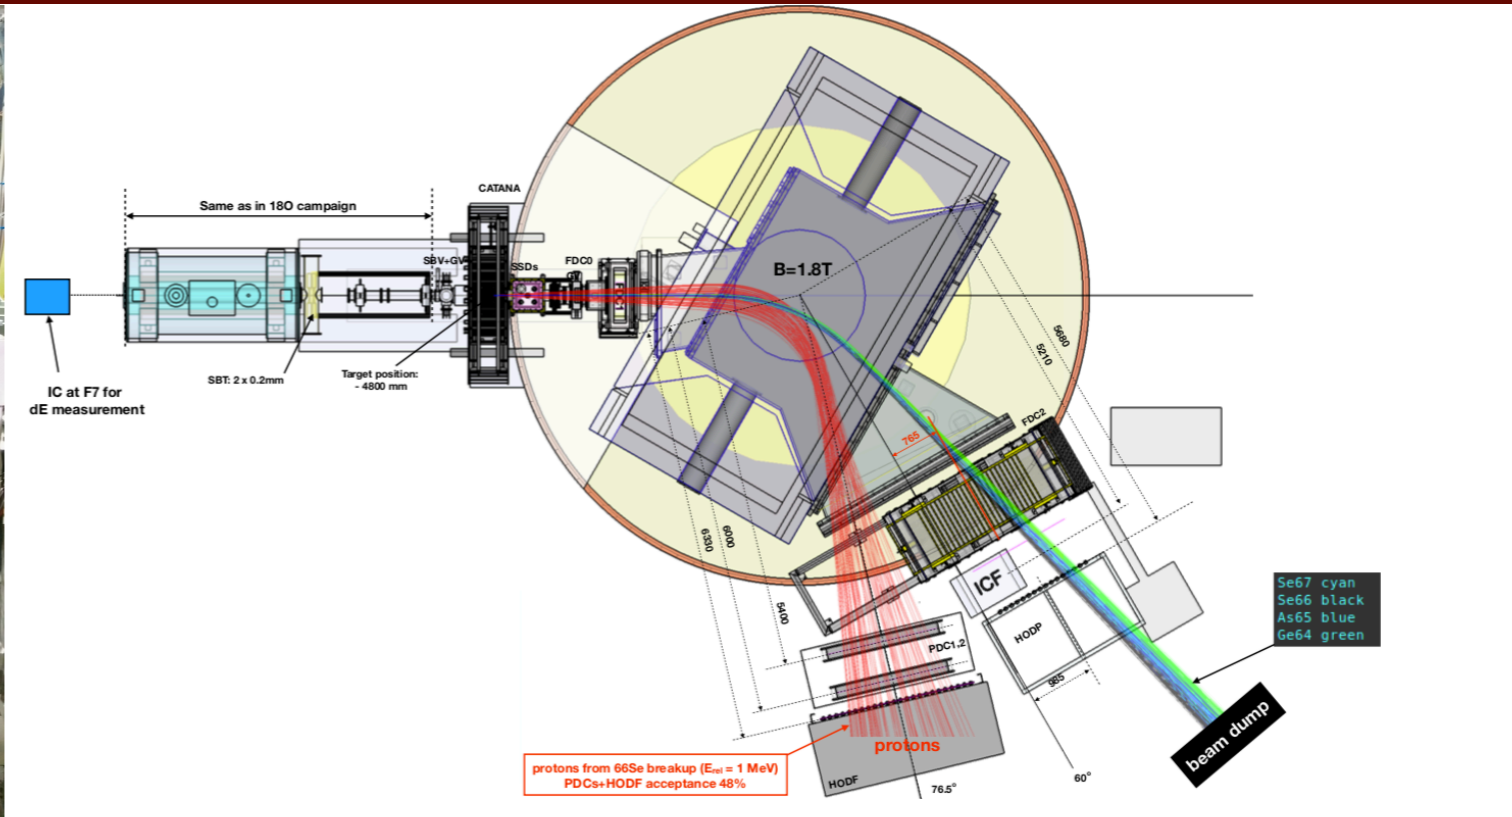 CATANA
Same as in 18O campaign
SBV+GV
SSDs
FDC0
B=1.8T
IC at F7 for
dE measurement
SBT: 2 x 0.2mm
Target position:
- 4800 mm
5680
5210
765
FDC2
6330
6000
5400
ICF
HODP
PDC1,2
985
Se67 cyan
Se66 black
As65 blue
Ge64 green
beam dump
protons
protons from 66Se breakup (Erel = 1 MeV)
PDCs+HODF acceptance 48%
HODF
76.5°
60°